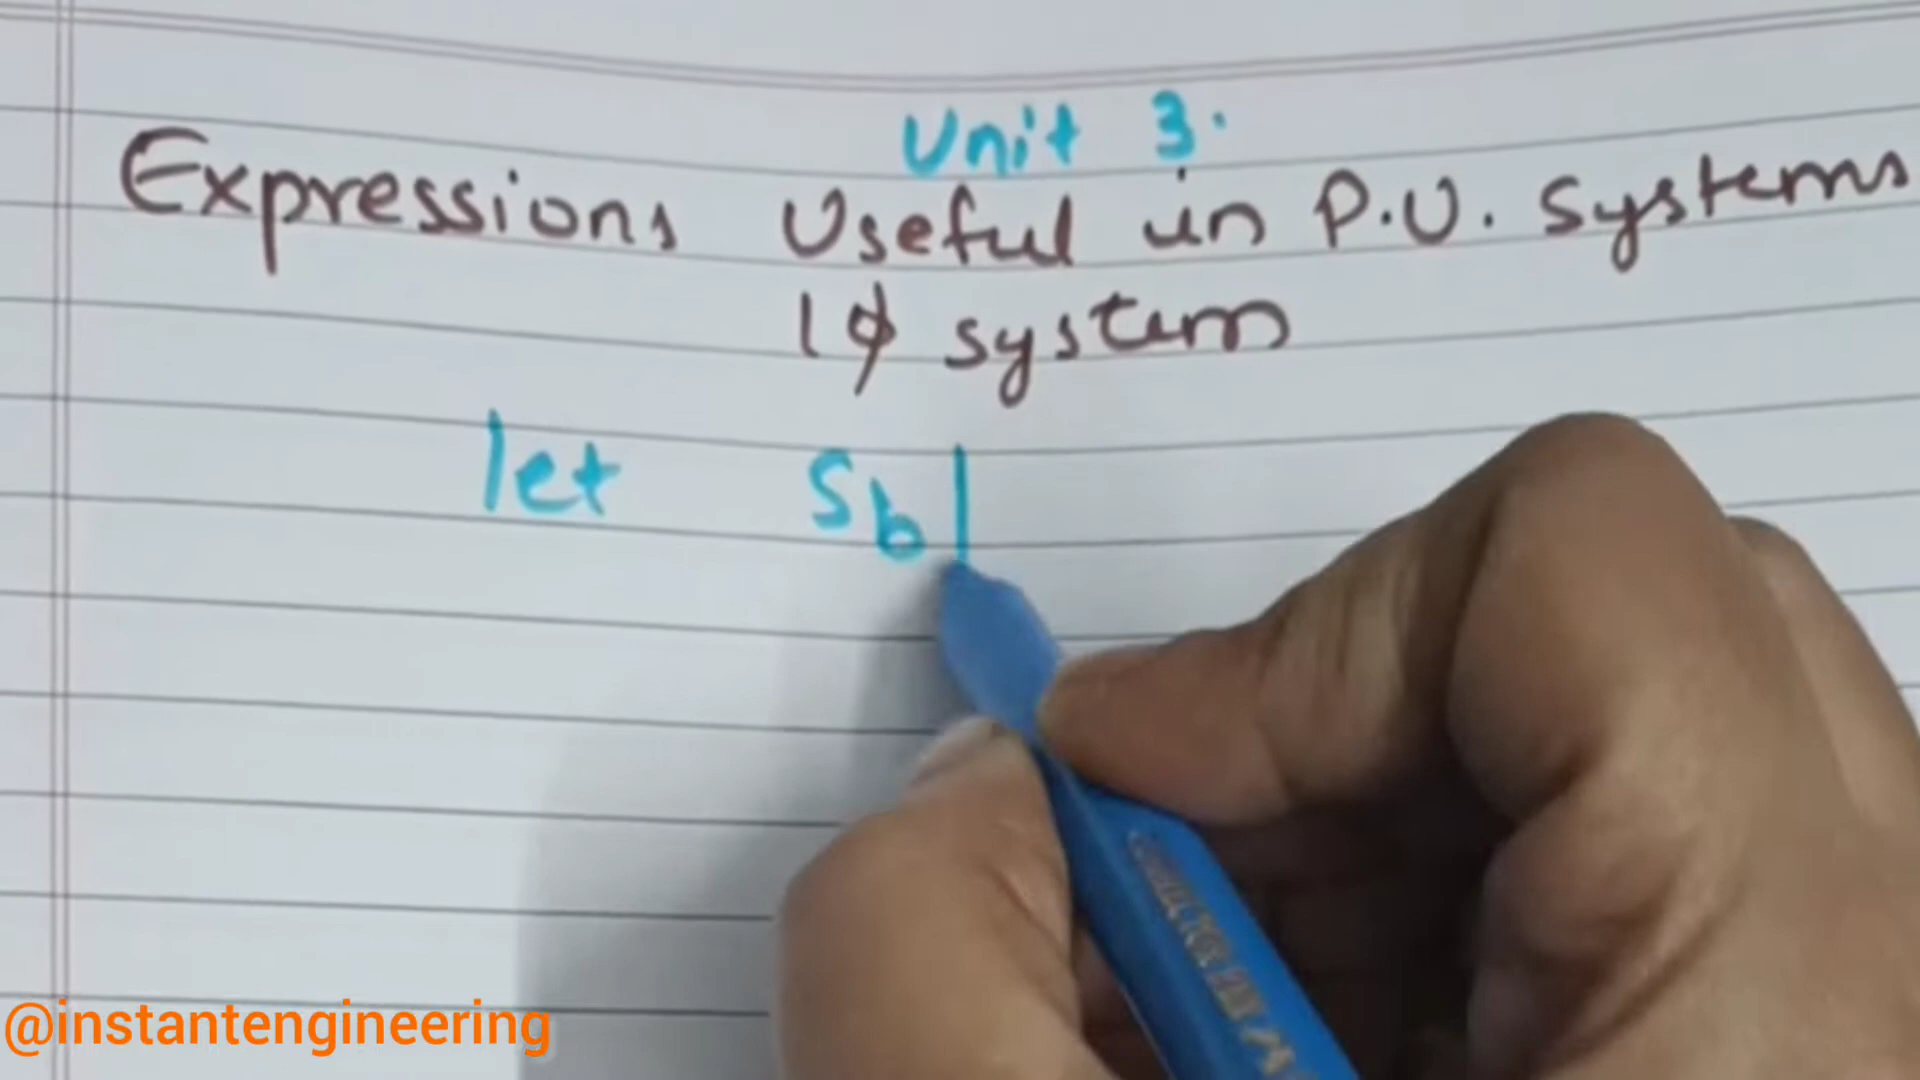 Unit 3.
Expressions Useful in P.U. systems
1φ system
let Sb|
@instantengineering